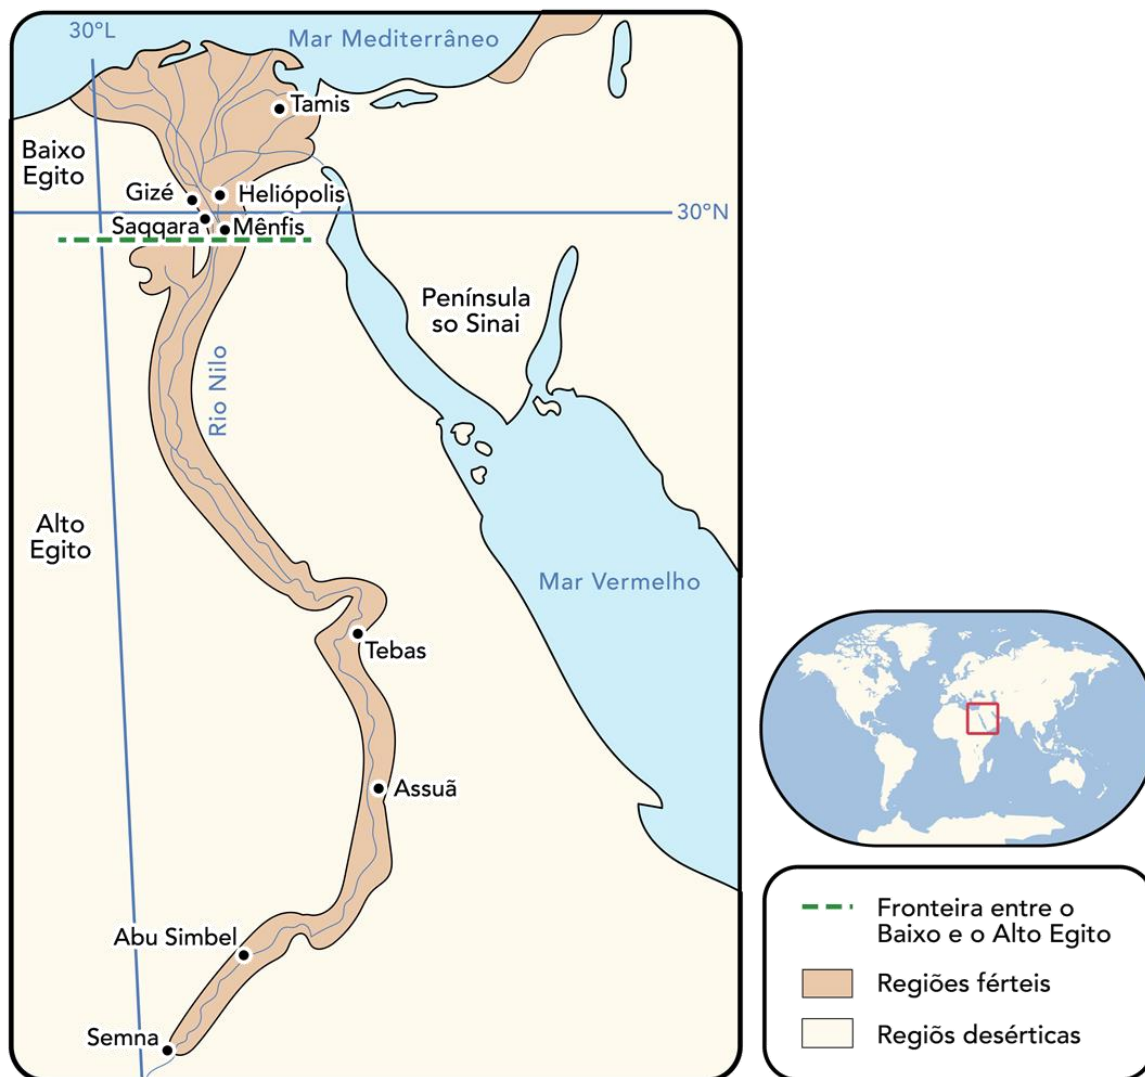 30°L
Mar Mediterrâneo
Tamis
Baixo
Egito
Gizé
Heliópolis
30°N
Saqqara
Mênfis
Península
so Sinai
Rio Nilo
Alto
Egito
Mar Vermelho
Tebas
Assuã
Abu Simbel
Semna
Fronteira entre o
Baixo e o Alto Egito
Regiões férteis
Regiõs desérticas